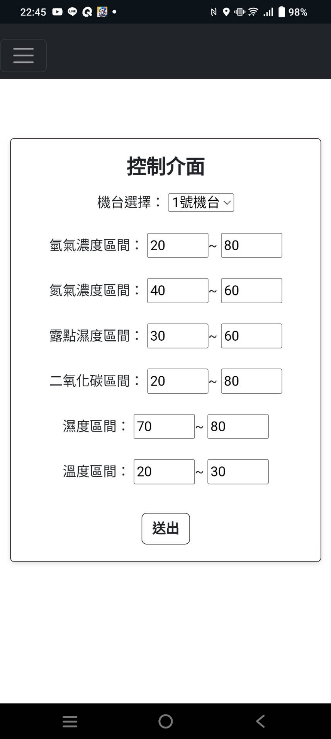 22:45 98%
控制介面
機台選擇： 1號機台
氬氣濃度區間： 20 ~ 80
氮氣濃度區間： 40 ~ 60
露點濕度區間： 30 ~ 60
二氧化碳區間： 20 ~ 80
濕度區間： 70 ~ 80
溫度區間： 20 ~ 30
送出